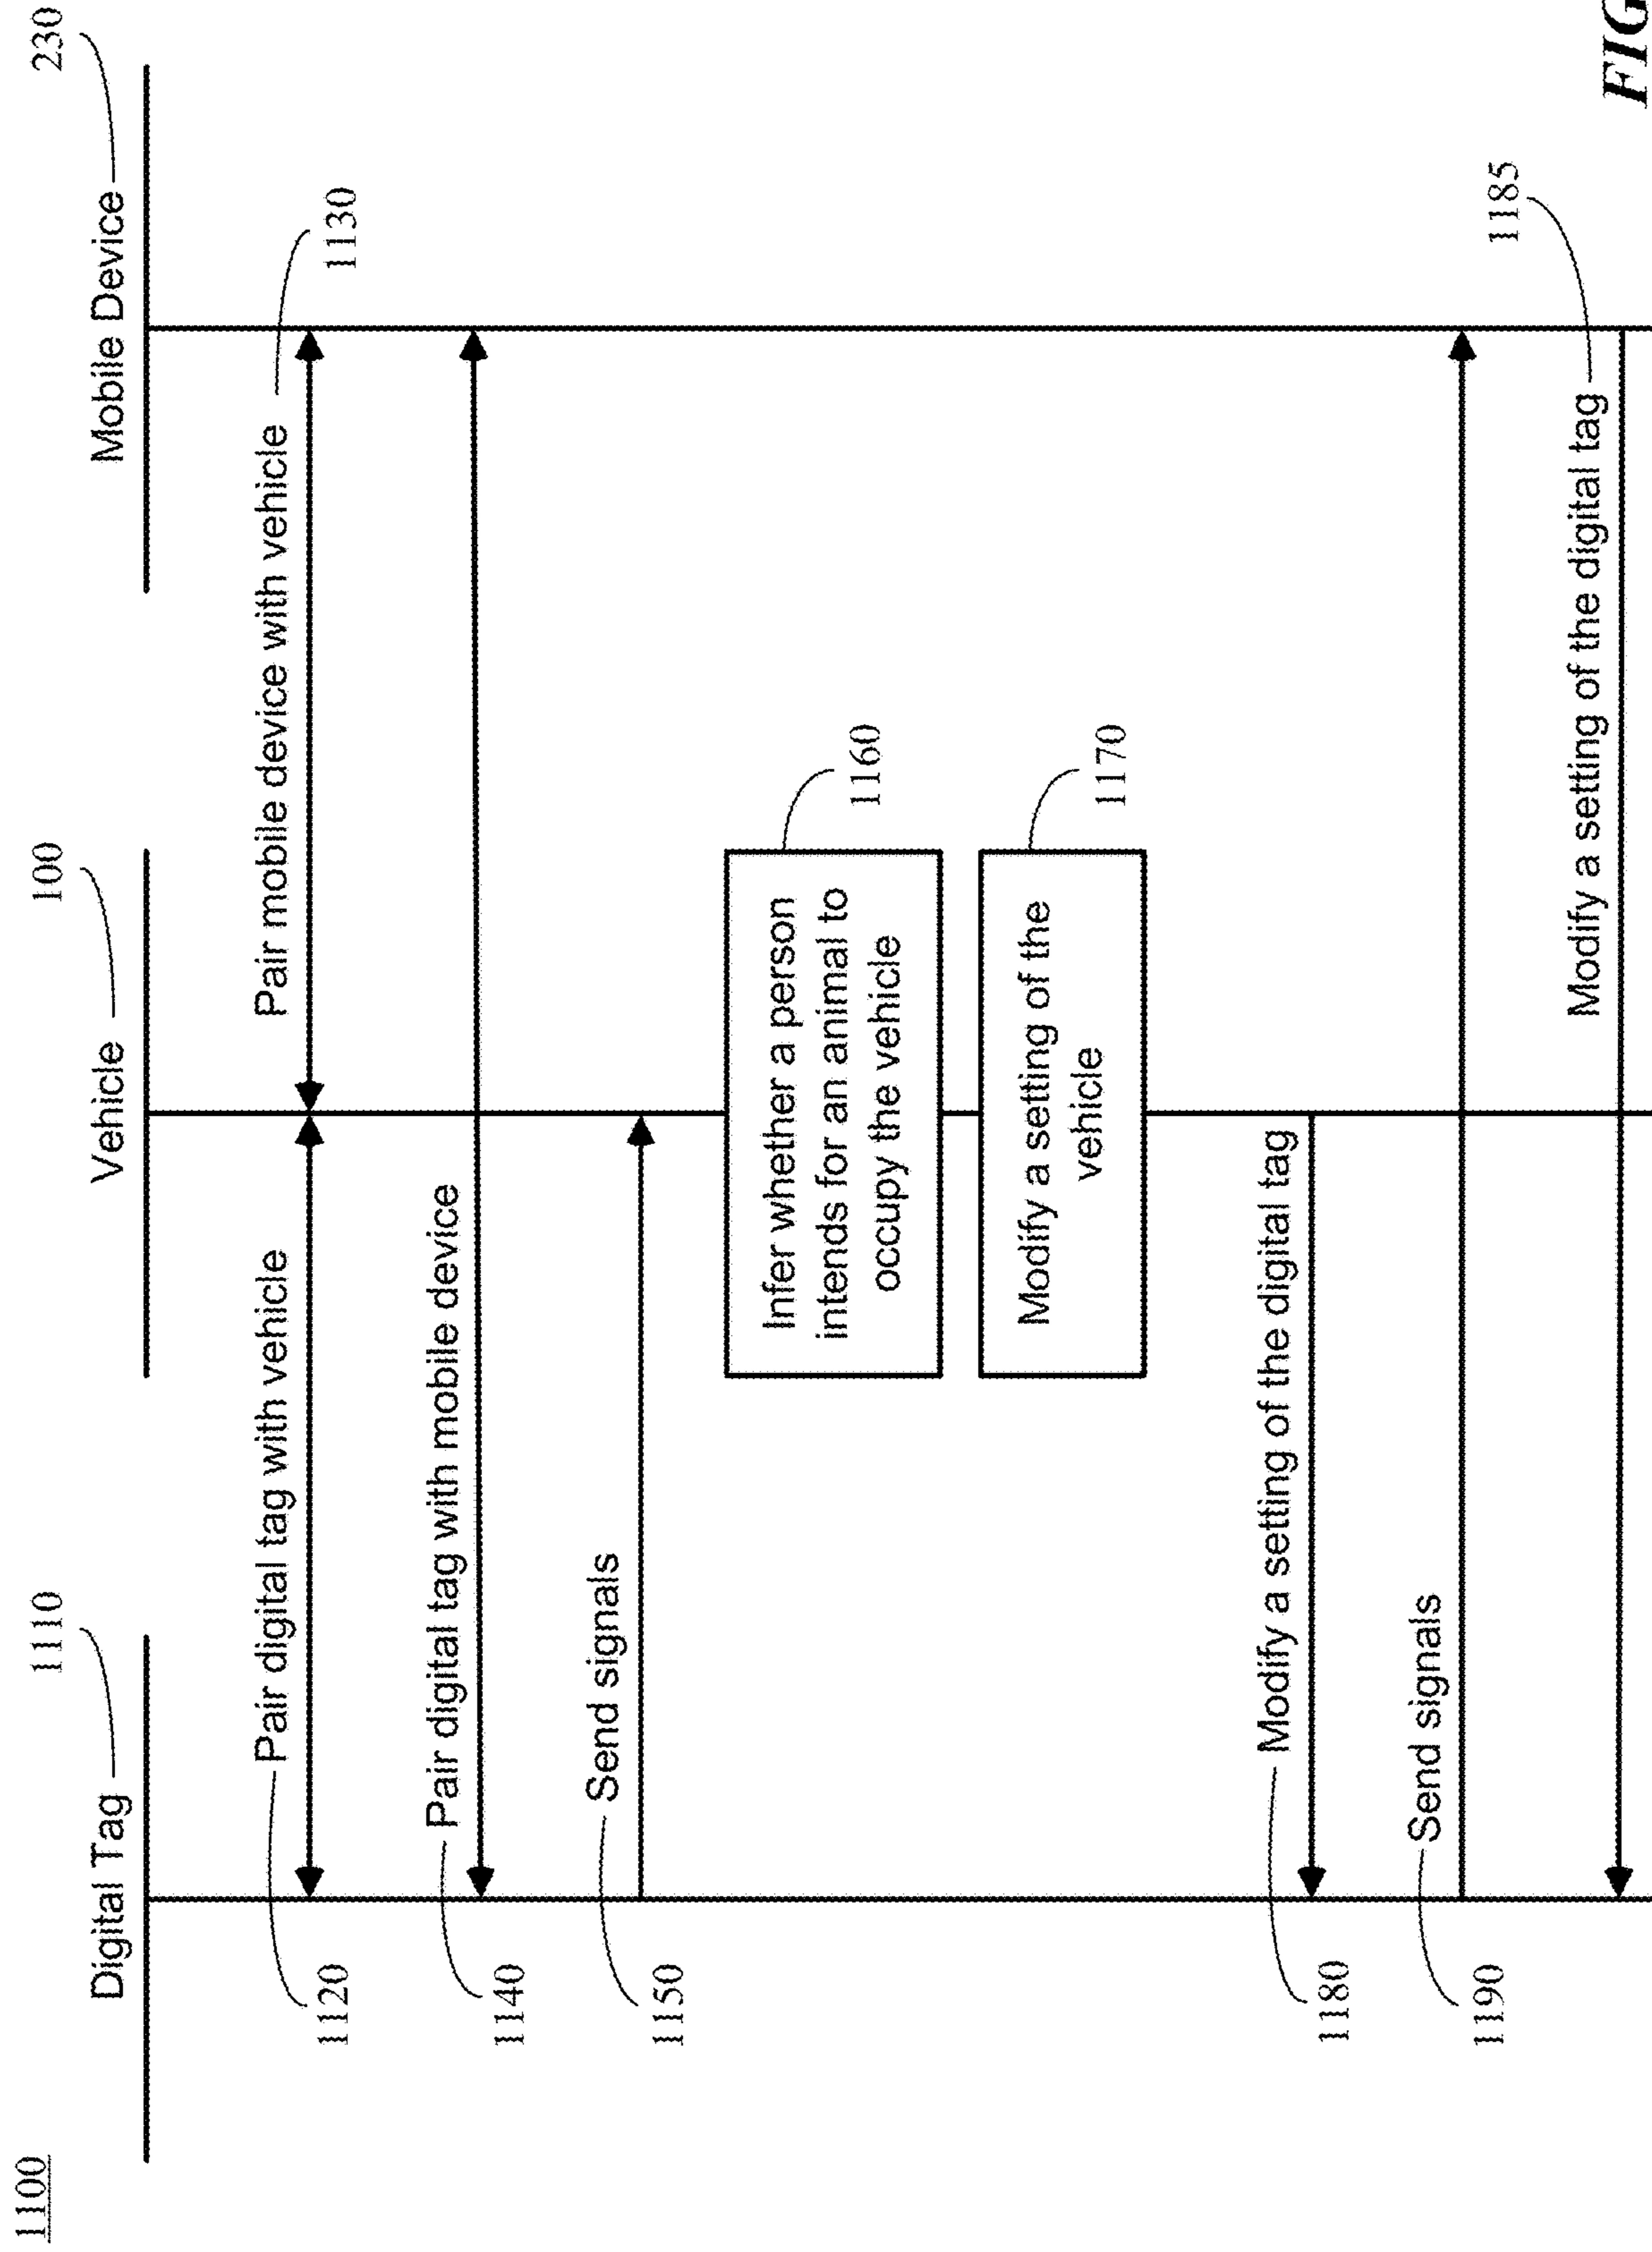 1100
1110
100
230
Digital Tag
Vehicle
Mobile Device
Pair digital tag with vehicle
Pair mobile device with vehicle
1120
1130
Pair digital tag with mobile device
1140
Send signals
1150
Infer whether a person
intends for an animal to
occupy the vehicle
1160
Modify a setting of the
vehicle
1170
Modify a setting of the digital tag
1180
Send signals
1190
1185
Modify a setting of the digital tag
FIG